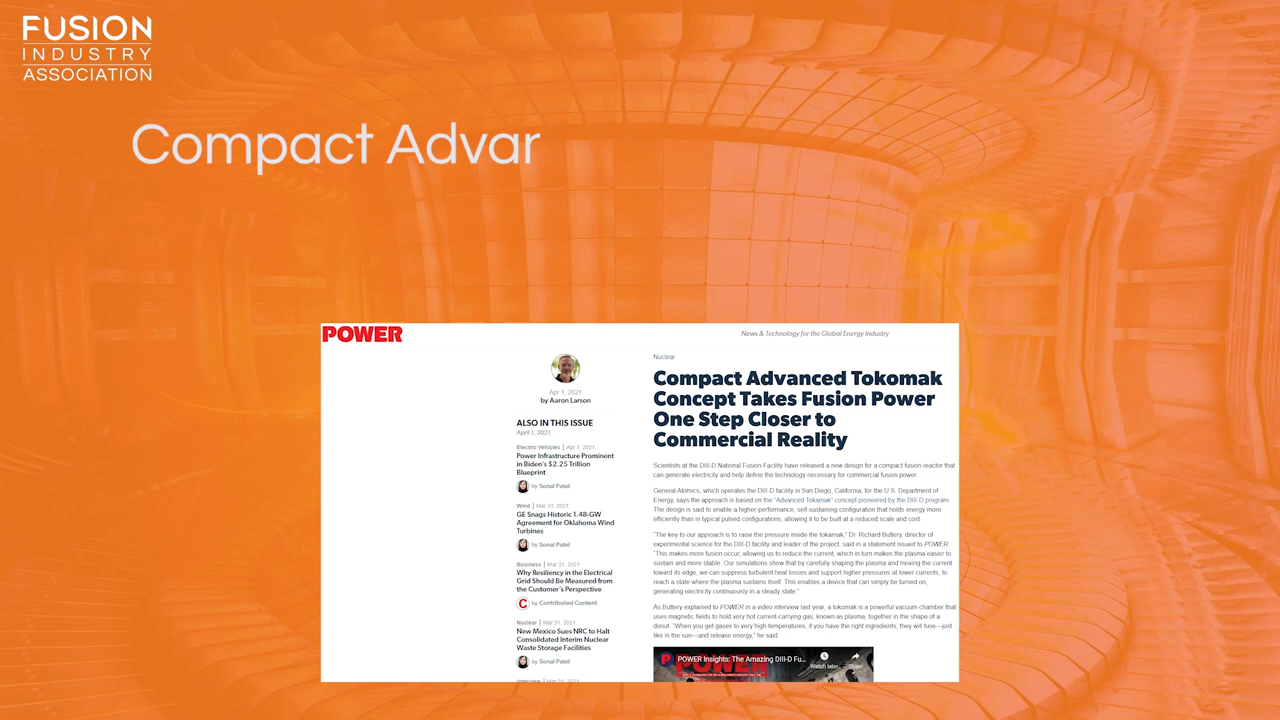 FUSION
INDUSTRY
ASSOCIATION
Compact Advar
POWER
News & Technology for the Global Energy Industry
Apr 1, 2021
by Aaron Larson
ALSO IN THIS ISSUE
April 1, 2021
Electric Vehicles | Apr 1, 2021
Power Infrastructure Prominent
in Biden's $2.25 Trillion
Blueprint
by Sonal Patel
Wind | Mar 31, 2021
GE Snags Historic 1.48-GW
Agreement for Oklahoma Wind
Turbines
by Sonal Patel
Business | Mar 31, 2021
Why Resiliency in the Electrical
Grid Should Be Measured from
the Customer's Perspective
C by Contributed Content
Nuclear | Mar 31, 2021
New Mexico Sues NRC to Halt
Consolidated Interim Nuclear
Waste Storage Facilities
by Sonal Patel
Interview | Mar 31, 2021
Nuclear
Compact Advanced Tokomak
Concept Takes Fusion Power
One Step Closer to
Commercial Reality
Scientists at the DIII-D National Fusion Facility have released a new design for a compact fusion reactor that
can generate electricity and help define the technology necessary for commercial fusion power.
General Atomics, which operates the DIII-D facility in San Diego, California, for the U.S. Department of
Energy, says the approach is based on the "Advanced Tokamak" concept pioneered by the DIII-D program.
The design is said to enable a higher-performance, self-sustaining configuration that holds energy more
efficiently than in typical pulsed configurations, allowing it to be built at a reduced scale and cost.
"The key to our approach is to raise the pressure inside the tokamak," Dr. Richard Buttery, director of
experimental science for the DIII-D facility and leader of the project, said in a statement issued to POWER.
"This makes more fusion occur, allowing us to reduce the current, which in turn makes the plasma easier to
sustain and more stable. Our simulations show that by carefully shaping the plasma and moving the current
toward its edge, we can suppress turbulent heat losses and support higher pressures at lower currents, to
reach a state where the plasma sustains itself. This enables a device that can simply be turned on,
generating electricity continuously in a steady state."
As Buttery explained to POWER in a video interview last year, a tokamak is a powerful vacuum chamber that
uses magnetic fields to hold very hot current-carrying gas, known as plasma, together in the shape of a
donut. "When you get gases to very high temperatures, if you have the right ingredients, they will fuse—just
like in the sun—and release energy," he said.
POWER Insights: The Amazing DIII-D Fu...
Watch later
Share
POWER